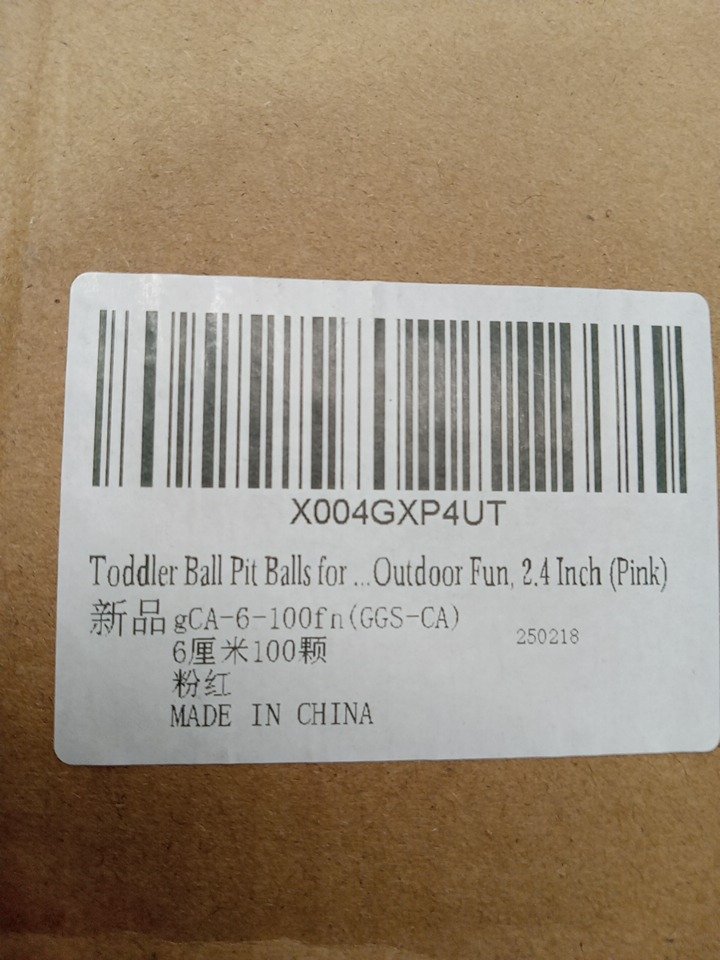 X004GXP4UT
Toddler Ball Pit Balls for ...Outdoor Fun, 2.4 Inch (Pink)
新品 gCA-6-100fn(GGS-CA)
250218
6厘米100颗
粉红
MADE IN CHINA